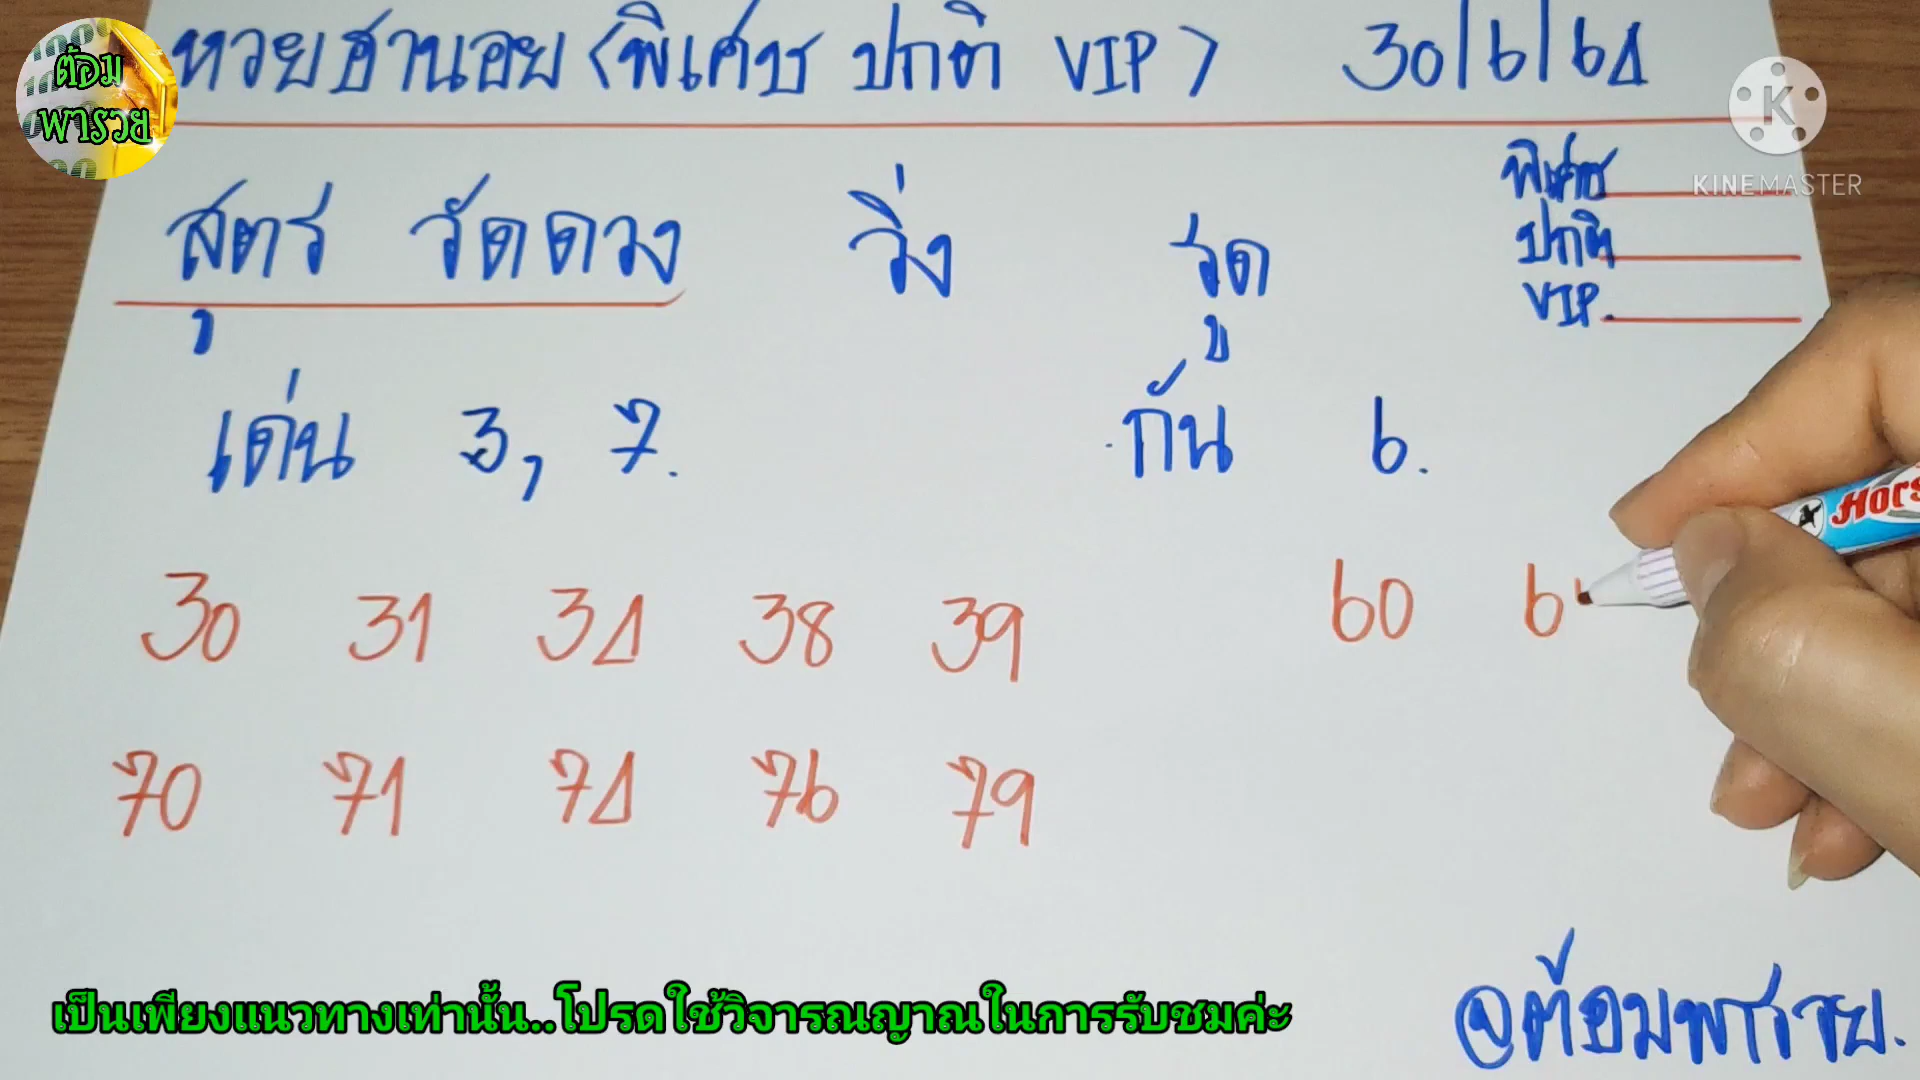 ต้อม
พารวย
หวยฮานอย <พิเศษ ปกติ VIP> 30/6/64
KINEMASTER
สูตร วัดดวง วิ่ง รูด
พิเศษ
ปกติ
VIP.
เด่น 3, 7. กัน 6.
Hors
30 31 34 38 39 60 6
70 71 74 76 79
@ต้อมพารวย.
เป็นเพียงแนวทางเท่านั้น..โปรดใช้วิจารณญาณในการรับชมค่ะ